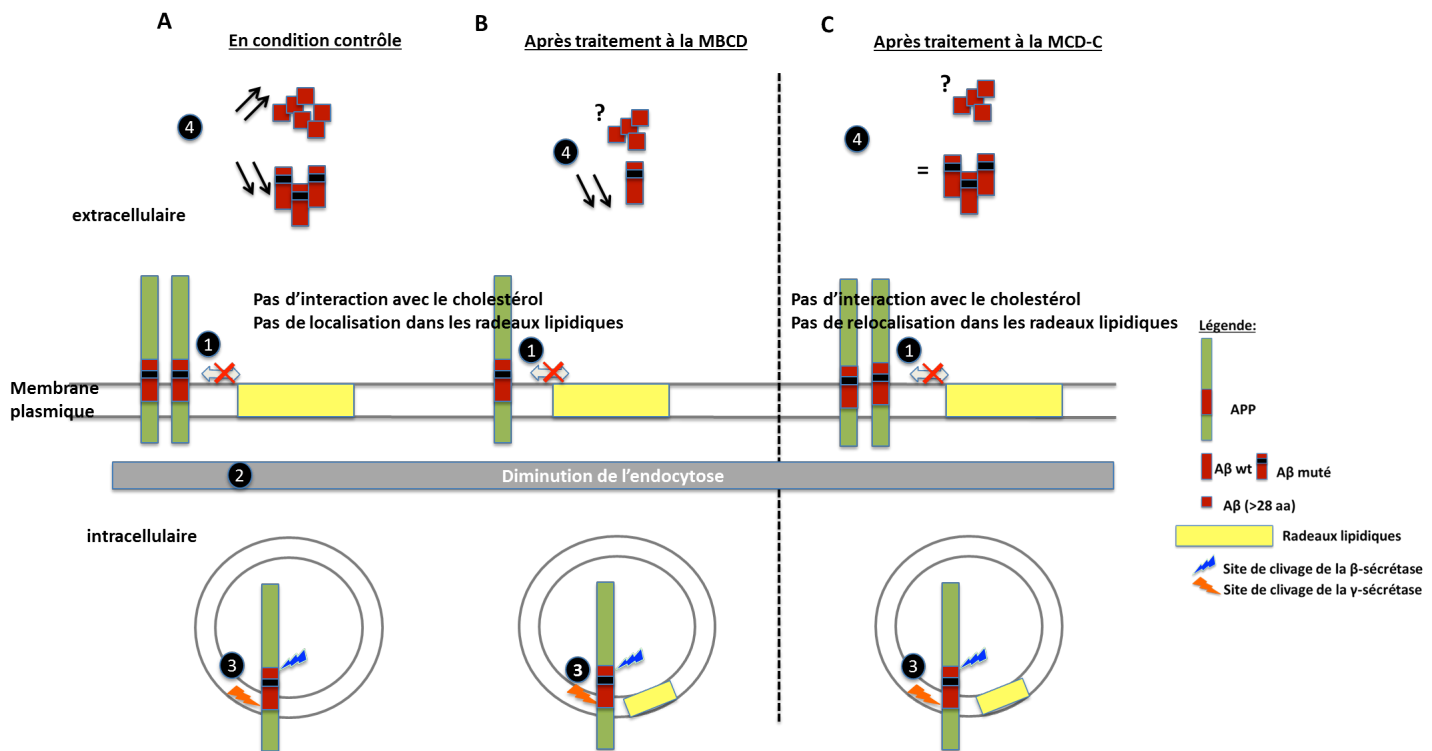 A
En condition contrôle
B
Après traitement à la MBCD
C
Après traitement à la MCD-C
4
?
4
?
4
=
extracellulaire
Pas d'interaction avec le cholestérol
Pas de localisation dans les radeaux lipidiques
Pas d'interaction avec le cholestérol
Pas de relocalisation dans les radeaux lipidiques
1
1
1
Membrane
plasmique
2
Diminution de l'endocytose
intracellulaire
3
3
3
Légende:
APP
Aβ wt
Aβ muté
Aβ (>28 aa)
Radeaux lipidiques
Site de clivage de la β-sécrétase
Site de clivage de la γ-sécrétase